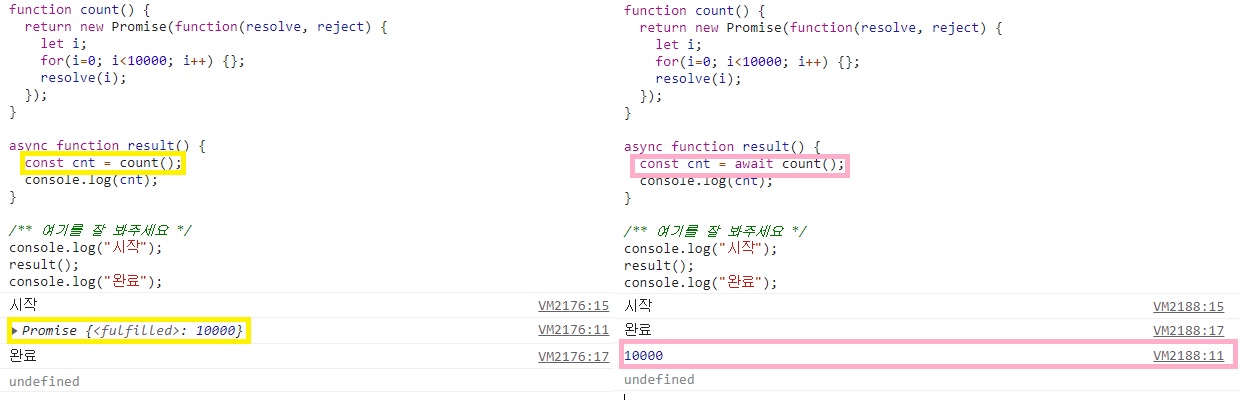 function count() {
return new Promise(function(resolve, reject) {
let i;
for(i=0; i<10000; i++) {};
resolve(i);
});
}
async function result() {
const cnt = count();
console.log(cnt);
}
/** 여기를 잘 봐주세요 */
console.log("시작");
result();
console.log("완료");
시작 VM2176:15
Promise {<fulfilled>: 10000} VM2176:11
완료 VM2176:17
undefined
function count() {
return new Promise(function(resolve, reject) {
let i;
for(i=0; i<10000; i++) {};
resolve(i);
});
}
async function result() {
const cnt = await count();
console.log(cnt);
}
/** 여기를 잘 봐주세요 */
console.log("시작");
result();
console.log("완료");
시작 VM2188:15
완료 VM2188:17
10000 VM2188:11
undefined